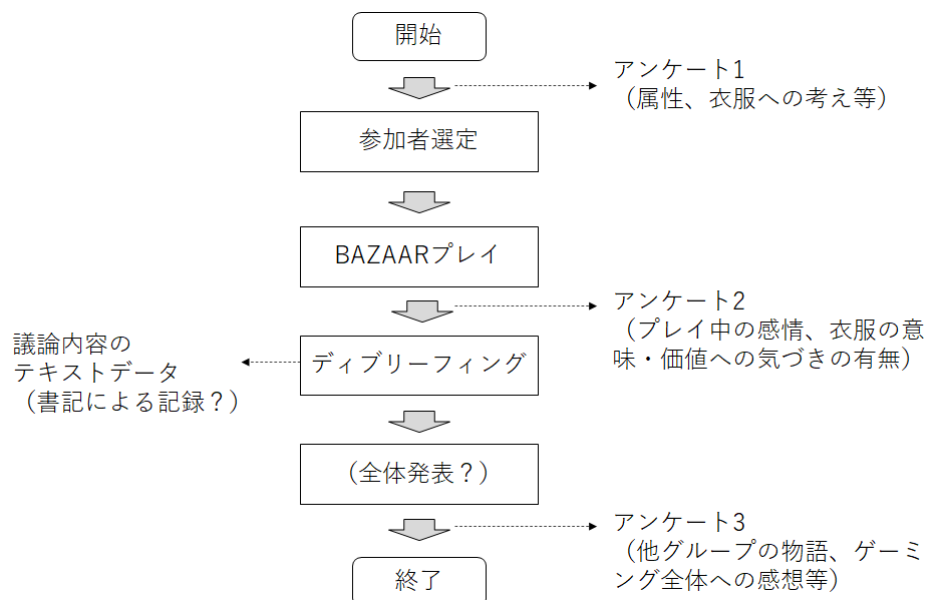 開始
アンケート1
（属性、衣服への考え等）
参加者選定
BAZAARプレイ
アンケート2
（プレイ中の感情、衣服の意
味・価値への気づきの有無）
議論内容の
テキストデータ
（書記による記録？）
ディブリーフィング
（全体発表？）
アンケート3
（他グループの物語、ゲーミ
ング全体への感想等）
終了